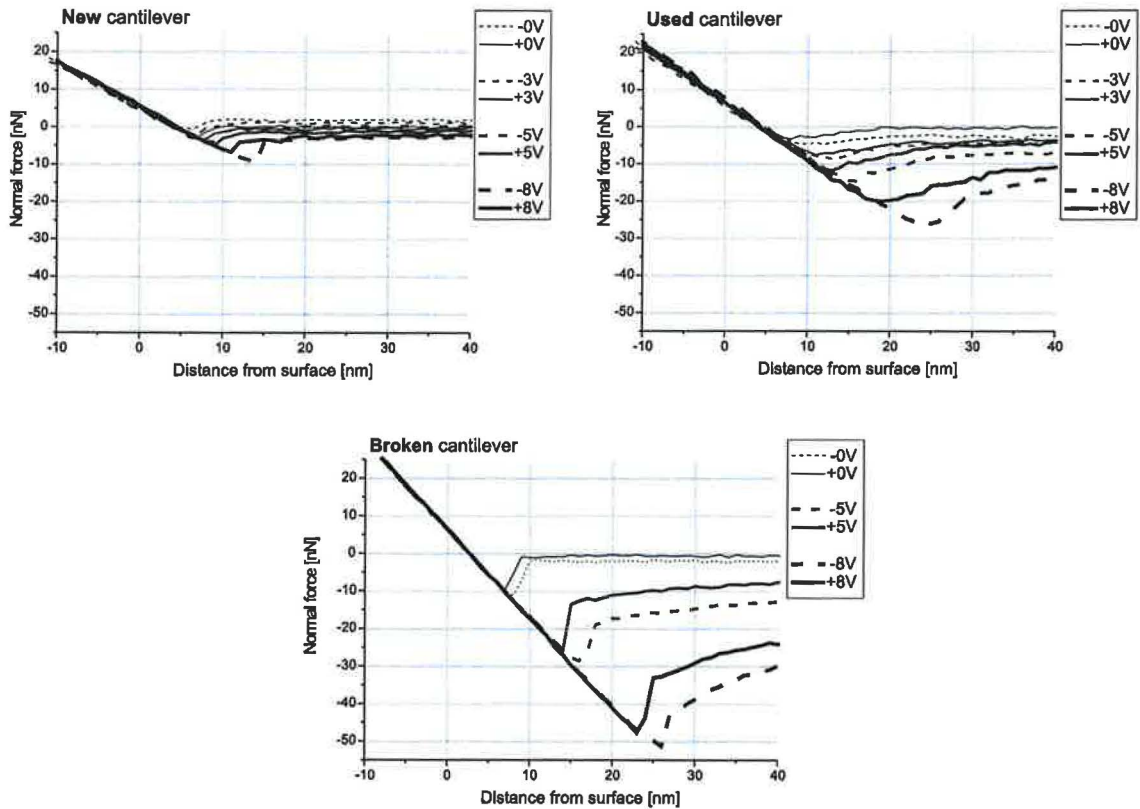 New cantilever
Normal force [nN]
20
10
0
-10
-20
-30
-40
-50
-10
0
10
20
30
40
Distance from surface [nm]
-0V
+0V
-3V
+3V
-5V
+5V
-8V
+8V
Used cantilever
Normal force [nN]
20
10
0
-10
-20
-30
-40
-50
-10
0
10
20
30
40
Distance from surface [nm]
-0V
+0V
-3V
+3V
-5V
+5V
-8V
+8V
Broken cantilever
Normal force [nN]
20
10
0
-10
-20
-30
-40
-50
-10
0
10
20
30
40
Distance from surface [nm]
-0V
+0V
-5V
+5V
-8V
+8V